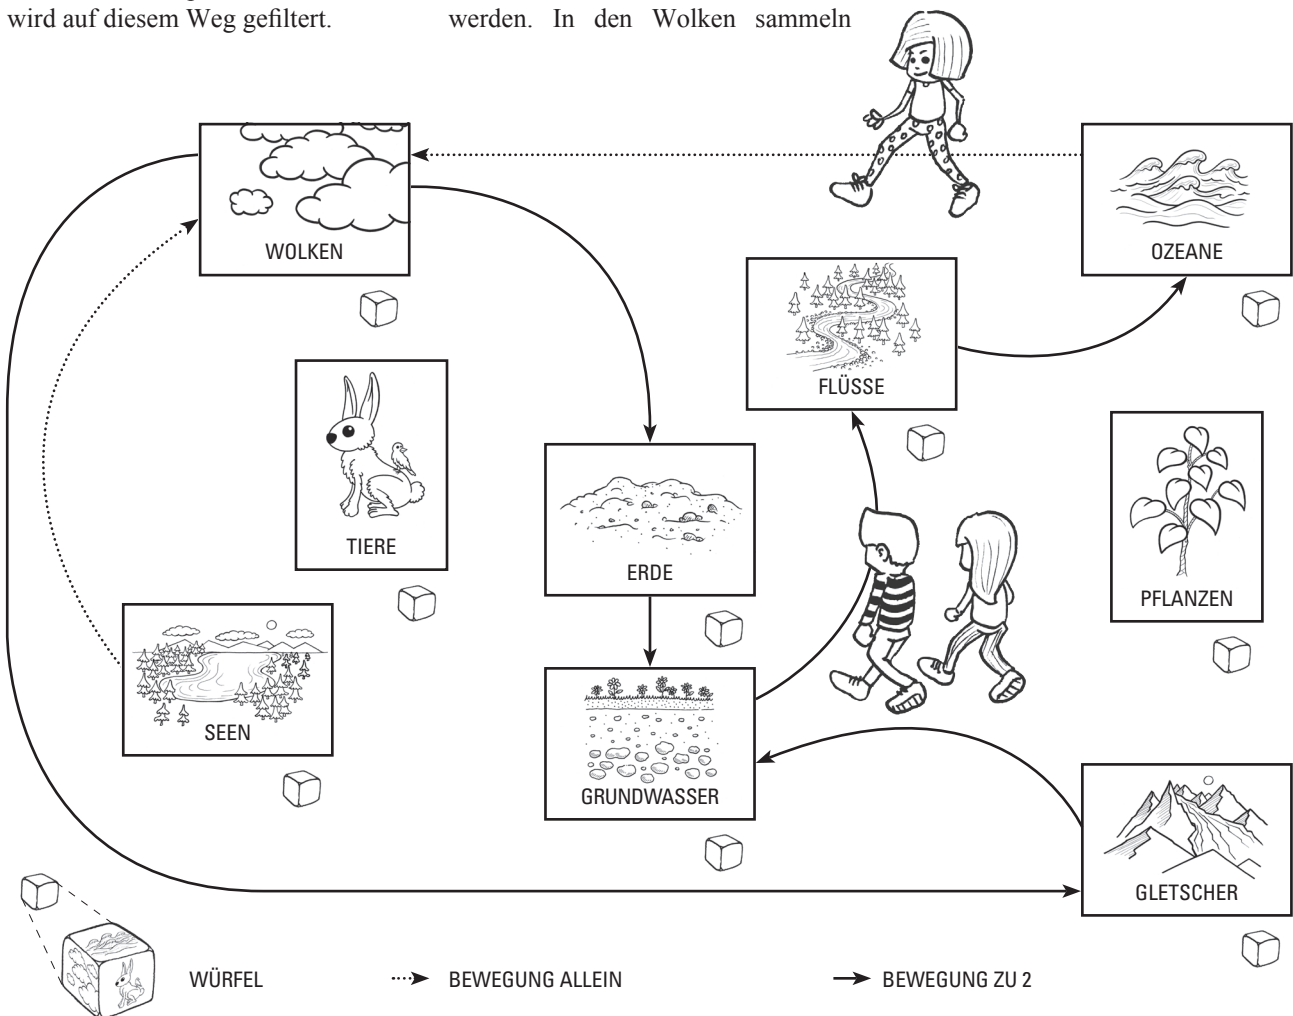 wird auf diesem Weg gefiltert.
werden. In den Wolken sammeln
WOLKEN
OZEANE
FLÜSSE
TIERE
ERDE
PFLANZEN
SEEN
GRUNDWASSER
GLETSCHER
WÜRFEL
BEWEGUNG ALLEIN
BEWEGUNG ZU 2